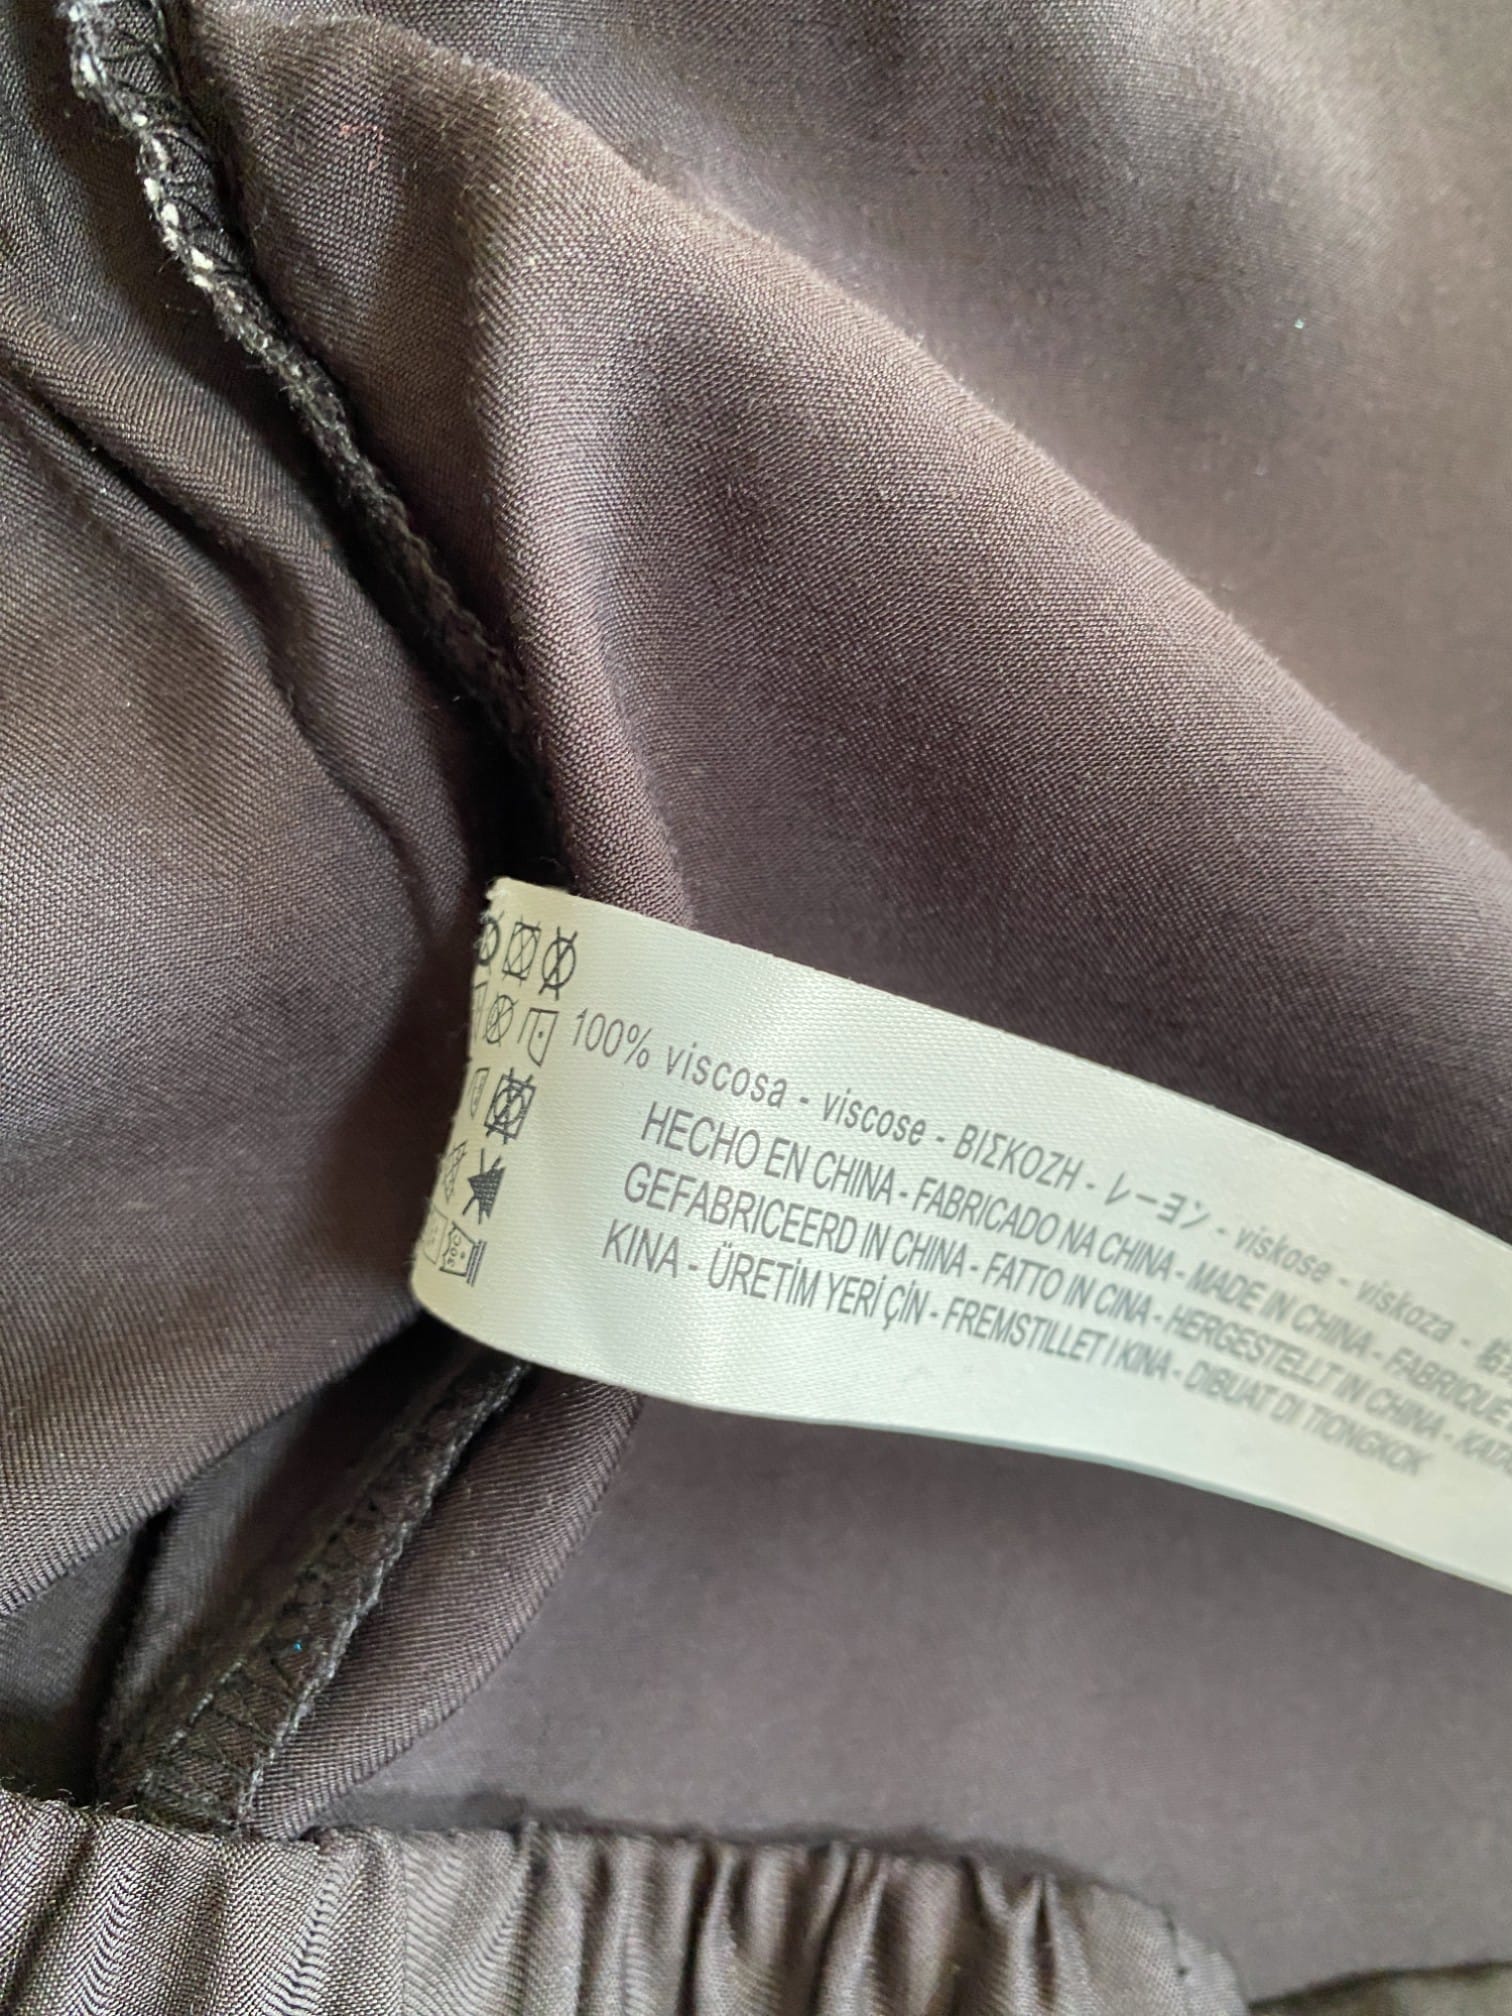 100% viscosa - viscose - ΒΙΣΚΟΖΗ - レーヨン - viskose - viskoza -
HECHO EN CHINA - FABRICADO NA CHINA - MADE IN CHINA - FABRIQUE
GEFABRICEERD IN CHINA - FATTO IN CINA - HERGESTELLT IN CHINA -
KINA - ÜRETİM YERİ ÇİN - FREMSTILLET I KINA - DIBUAT DI TIONGKOK